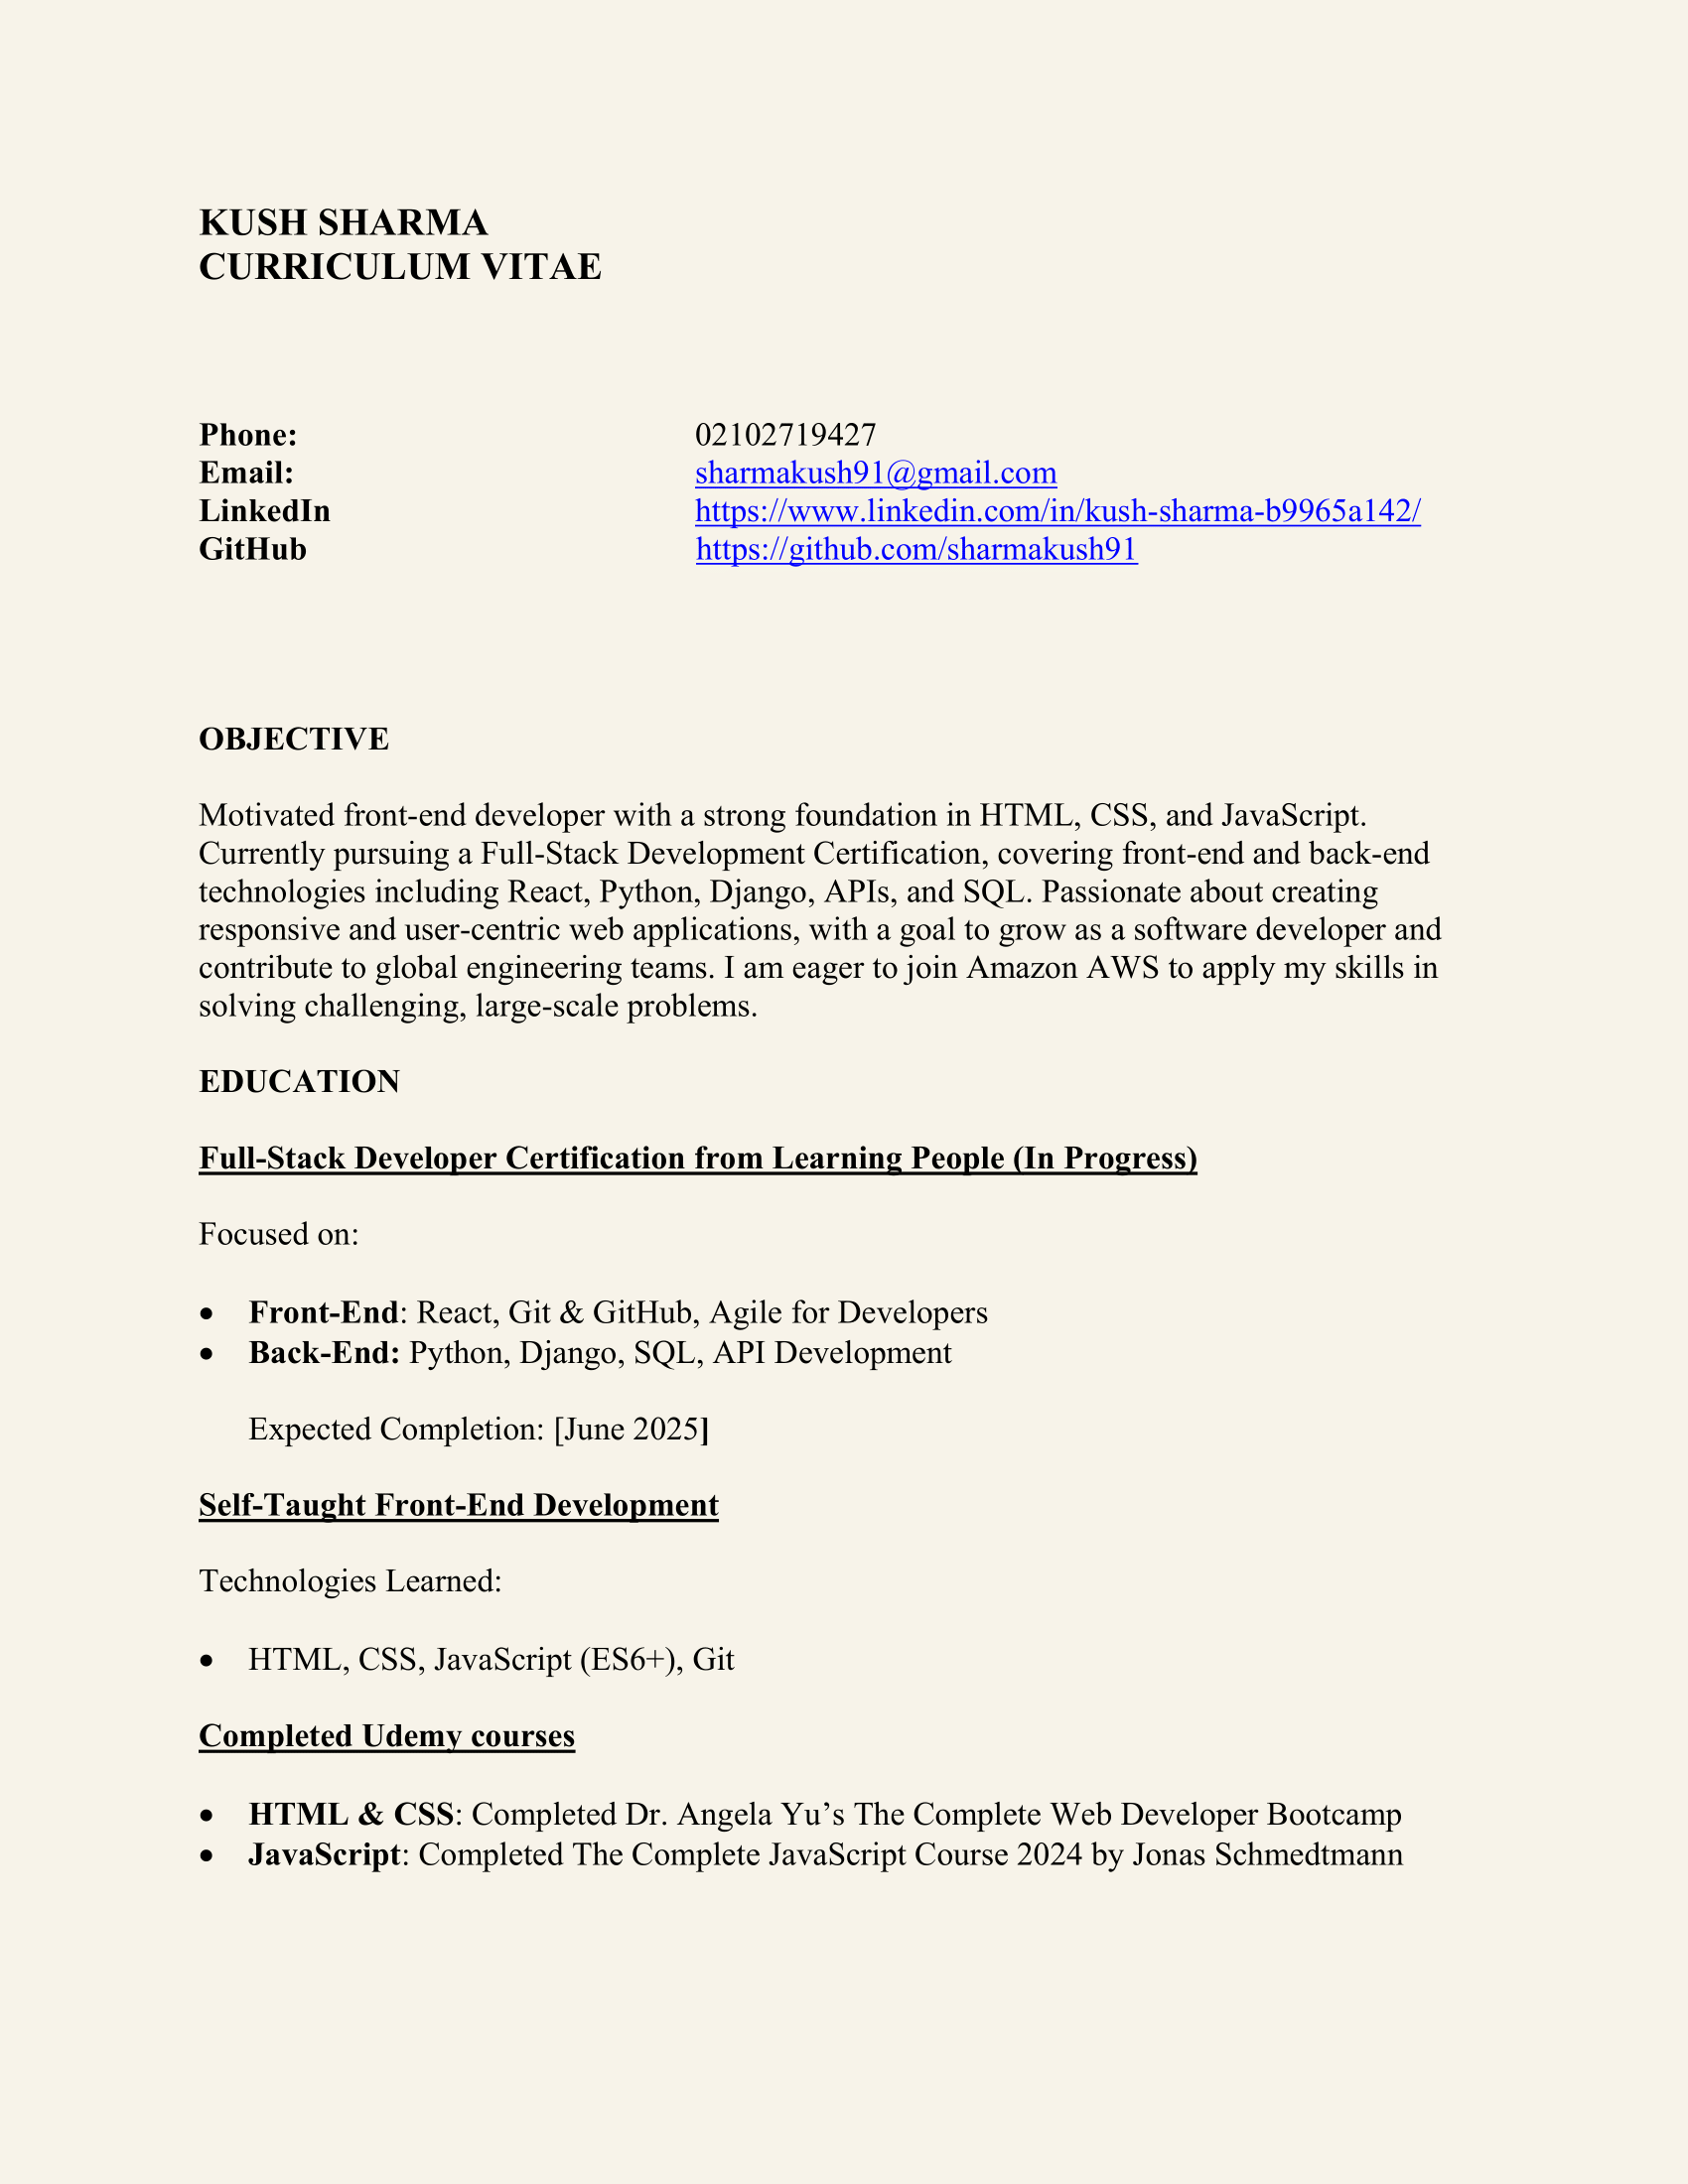 KUSH SHARMA
CURRICULUM VITAE
Phone: 02102719427
Email: sharmakush91@gmail.com
LinkedIn https://www.linkedin.com/in/kush-sharma-b9965a142/
GitHub https://github.com/sharmakush91
OBJECTIVE
Motivated front-end developer with a strong foundation in HTML, CSS, and JavaScript.
Currently pursuing a Full-Stack Development Certification, covering front-end and back-end
technologies including React, Python, Django, APIs, and SQL. Passionate about creating
responsive and user-centric web applications, with a goal to grow as a software developer and
contribute to global engineering teams. I am eager to join Amazon AWS to apply my skills in
solving challenging, large-scale problems.
EDUCATION
Full-Stack Developer Certification from Learning People (In Progress)
Focused on:
• Front-End: React, Git & GitHub, Agile for Developers
• Back-End: Python, Django, SQL, API Development
Expected Completion: [June 2025]
Self-Taught Front-End Development
Technologies Learned:
• HTML, CSS, JavaScript (ES6+), Git
Completed Udemy courses
• HTML & CSS: Completed Dr. Angela Yu’s The Complete Web Developer Bootcamp
• JavaScript: Completed The Complete JavaScript Course 2024 by Jonas Schmedtmann